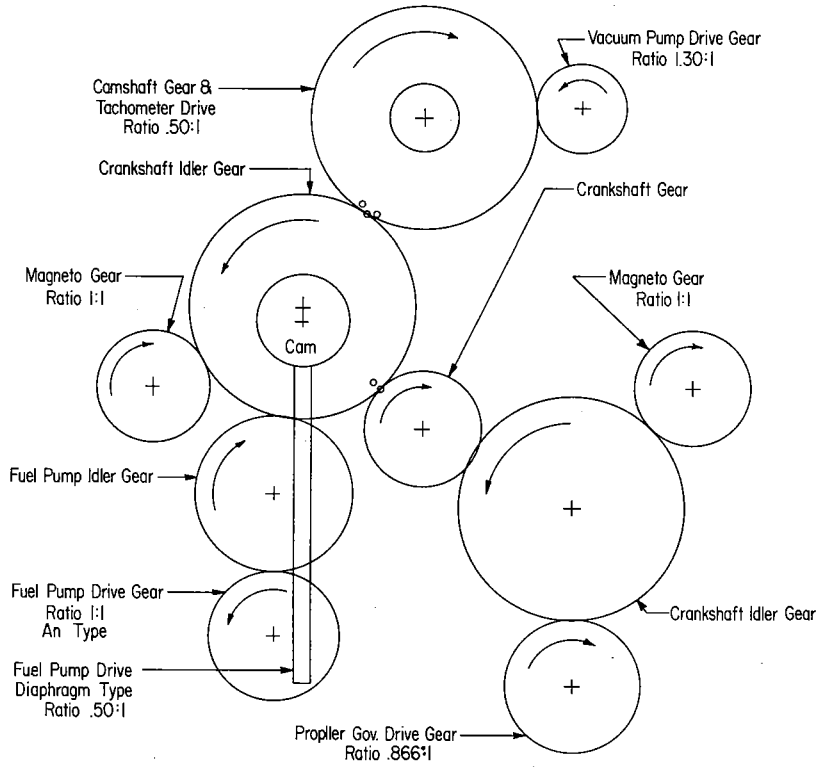 Vacuum Pump Drive Gear
Ratio 1.30:1
Camshaft Gear &
Tachometer Drive
Ratio .50:1
Crankshaft Idler Gear
Crankshaft Gear
Magneto Gear
Ratio 1:1
Magneto Gear
Ratio 1:1
Cam
Fuel Pump Idler Gear
Fuel Pump Drive Gear
Ratio 1:1
An Type
Crankshaft Idler Gear
Fuel Pump Drive
Diaphragm Type
Ratio .50:1
Propller Gov. Drive Gear
Ratio .866:1